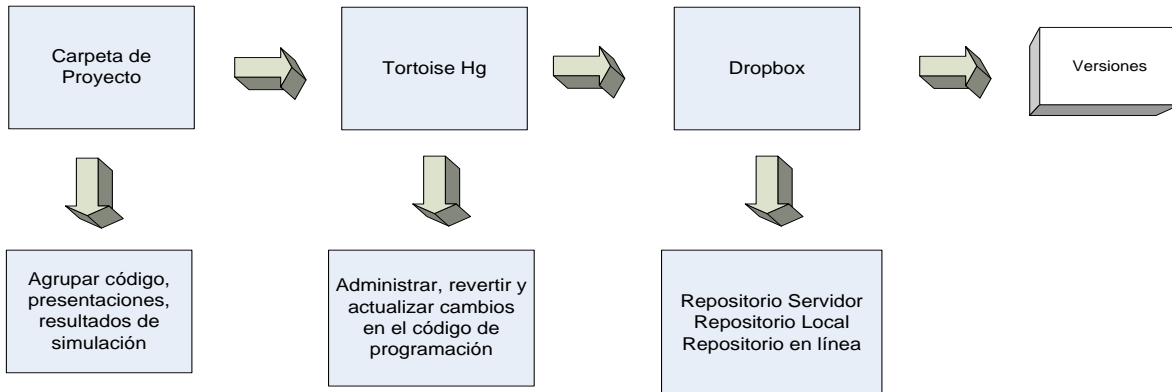 Carpeta de
Proyecto
Tortoise Hg
Dropbox
Versiones
Agrupar código,
presentaciones,
resultados de
simulación
Administrar, revertir y
actualizar cambios
en el código de
programación
Repositorio Servidor
Repositorio Local
Repositorio en línea